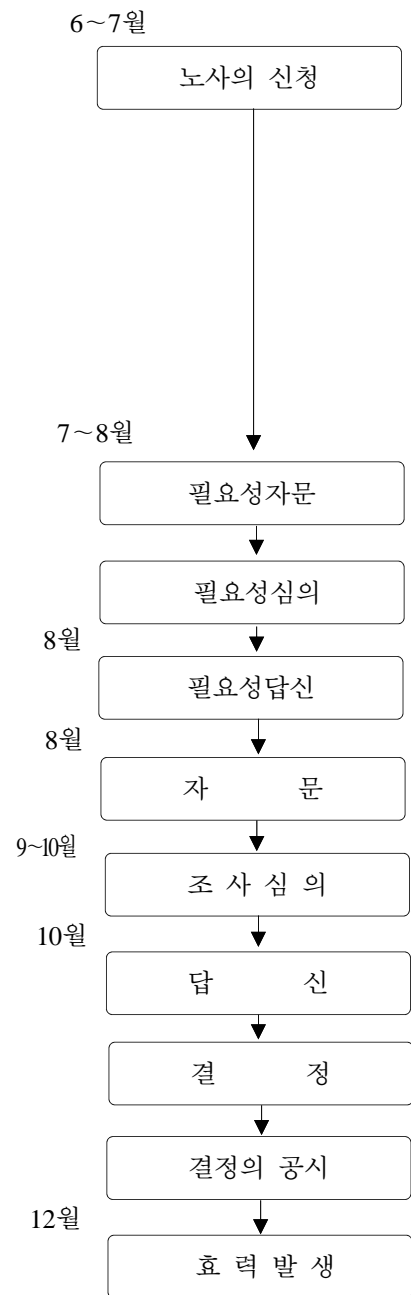 6～7월
노사의 신청
7～8월
필요성자문
필요성심의
8월
필요성답신
8월
자 문
9~10월
조 사 심 의
10월
답 신
결 정
결정의 공시
12월
효 력 발 생